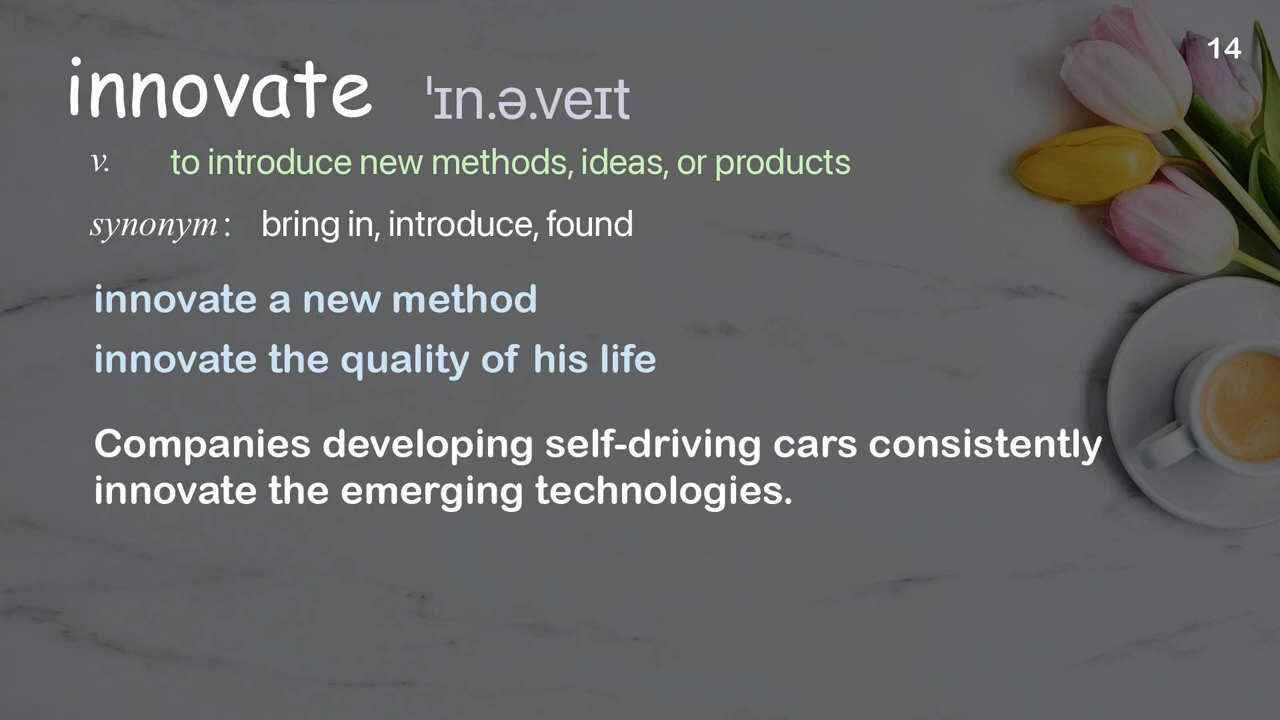 14
innovate ˈɪn.ə.veɪt
v. to introduce new methods, ideas, or products
synonym: bring in, introduce, found
innovate a new method
innovate the quality of his life
Companies developing self-driving cars consistently
innovate the emerging technologies.